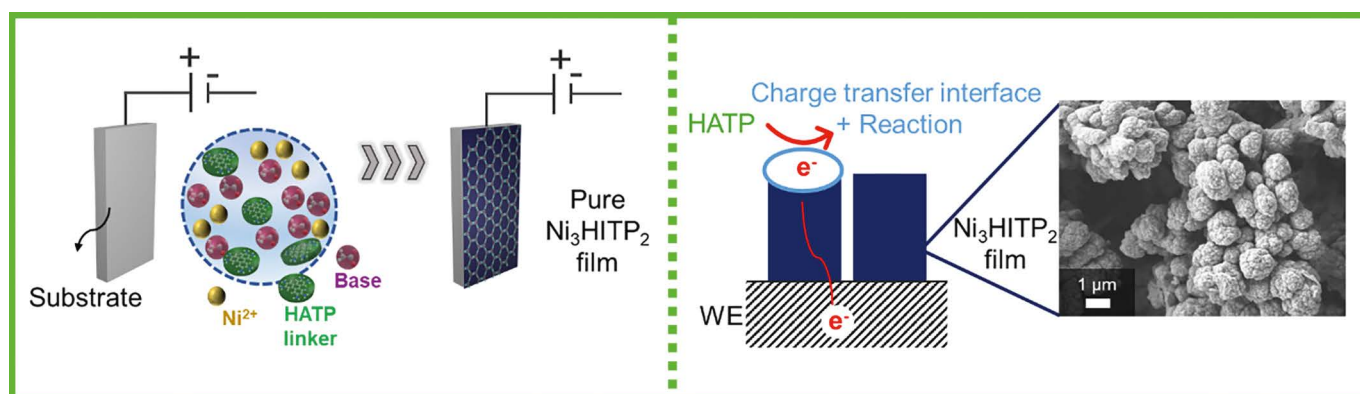 +
-
Substrate
Ni²⁺
HATP
linker
Base
+
-
Pure
Ni₃HITP₂
film
Charge transfer interface
+ Reaction
HATP
e⁻
WE
e⁻
Ni₃HITP₂
film
1 µm